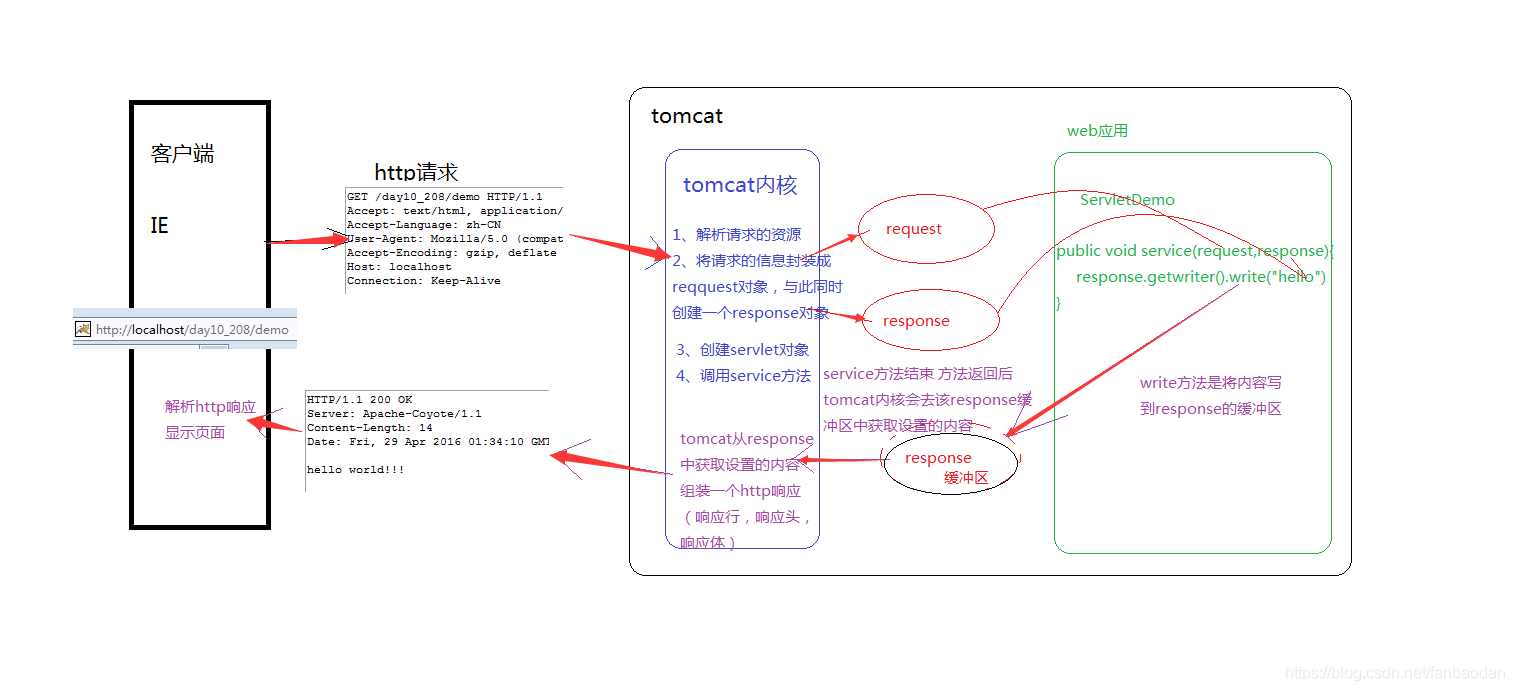 客户端
IE
http://localhost/day10_208/demo
解析http响应
显示页面
http请求
GET /day10_208/demo HTTP/1.1
Accept: text/html, application/
Accept-Language: zh-CN
User-Agent: Mozilla/5.0 (compat
Accept-Encoding: gzip, deflate
Host: localhost
Connection: Keep-Alive
HTTP/1.1 200 OK
Server: Apache-Coyote/1.1
Content-Length: 14
Date: Fri, 29 Apr 2016 01:34:10 GMT
hello world!!!
tomcat
tomcat内核
1、解析请求的资源
2、将请求的信息封装成
reqquest对象，与此同时
创建一个response对象
3、创建servlet对象
4、调用service方法
tomcat从response
中获取设置的内容
组装一个http响应
（响应行，响应头，
响应体）
request
response
service方法结束 方法返回后
tomcat内核会去该response缓
冲区中获取设置的内容
response
缓冲区
web应用
ServletDemo
public void service(request,response){
response.getwriter().write("hello")
}
write方法是将内容写
到response的缓冲区
https://blog.csdn.net/fanbaodan